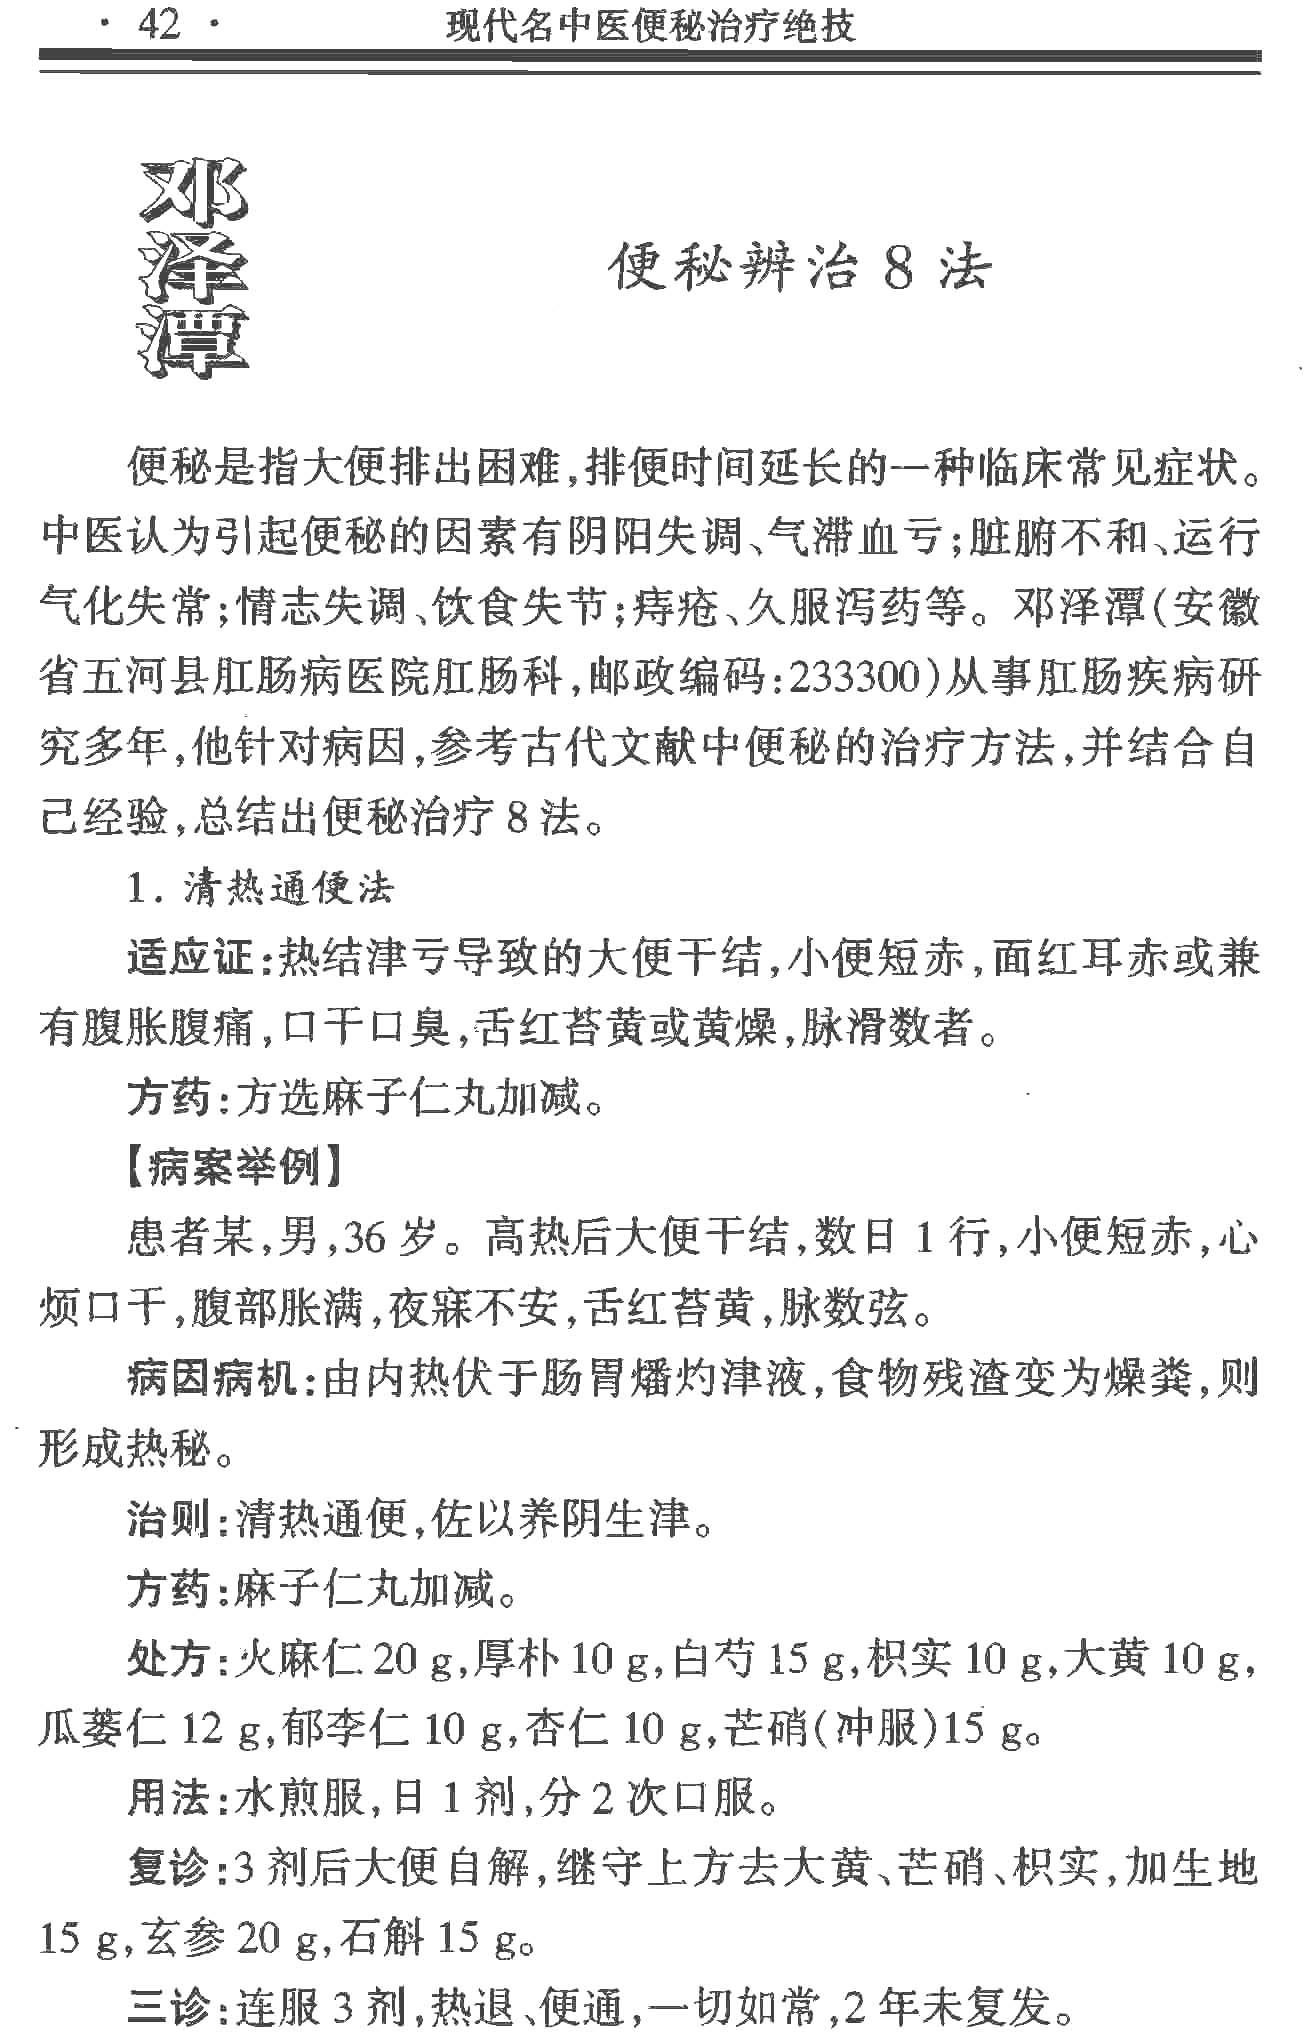 · 42 · 现代名中医便秘治疗绝技
邓泽潭
便秘辨治 8 法
便秘是指大便排出困难,排便时间延长的一种临床常见症状。
中医认为引起便秘的因素有阴阳失调、气滞血亏;脏腑不和、运行
气化失常;情志失调、饮食失节;痔疮、久服泻药等。邓泽潭(安徽
省五河县肛肠病医院肛肠科,邮政编码:233300)从事肛肠疾病研
究多年,他针对病因,参考古代文献中便秘的治疗方法,并结合自
己经验,总结出便秘治疗 8 法。
1. 清热通便法
适应证:热结津亏导致的大便干结,小便短赤,面红耳赤或兼
有腹胀腹痛,口干口臭,舌红苔黄或黄燥,脉滑数者。
方药:方选麻子仁丸加减。
【病案举例】
患者某,男,36 岁。高热后大便干结,数日 1 行,小便短赤,心
烦口干,腹部胀满,夜寐不安,舌红苔黄,脉数弦。
病因病机:由内热伏于肠胃燔灼津液,食物残渣变为燥粪,则
形成热秘。
治则:清热通便,佐以养阴生津。
方药:麻子仁丸加减。
处方:火麻仁 20 g,厚朴 10 g,白芍 15 g,枳实 10 g,大黄 10 g,
瓜蒌仁 12 g,郁李仁 10 g,杏仁 10 g,芒硝(冲服)15 g。
用法:水煎服,日 1 剂,分 2 次口服。
复诊:3 剂后大便自解,继守上方去大黄、芒硝、枳实,加生地
15 g,玄参 20 g,石斛 15 g。
三诊:连服 3 剂,热退、便通,一切如常,2 年未复发。